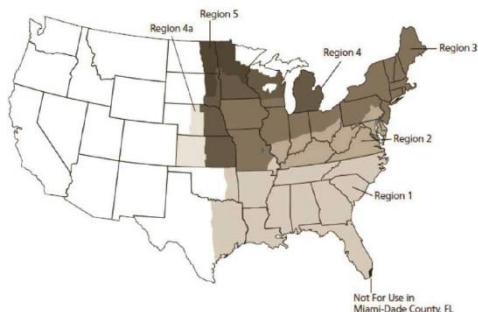 Region 5
Region 4a
Region 4
Region 3
Region 2
Region 1
Not For Use in
Miami-Dade County, FL